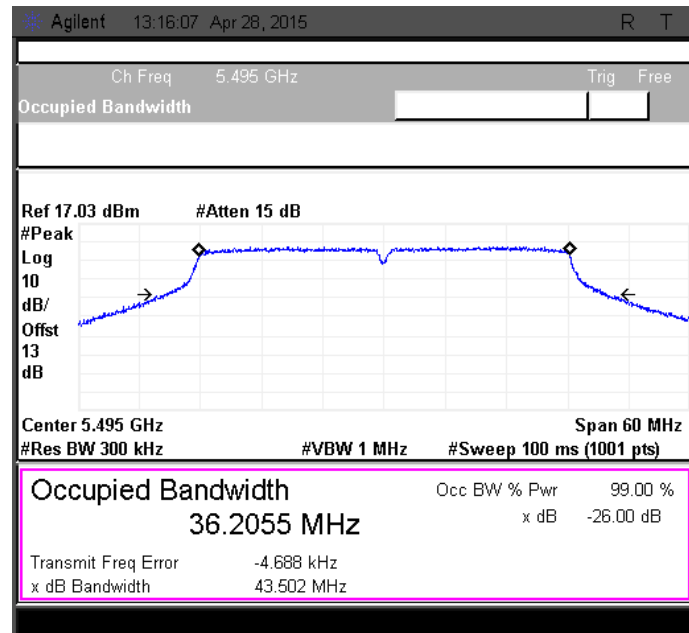 Agilent 13:16:07 Apr 28, 2015 R T
Ch Freq 5.495 GHz Trig Free
Occupied Bandwidth
Ref 17.03 dBm #Atten 15 dB
#Peak
Log
10
dB/
Offst
13
dB
Center 5.495 GHz Span 60 MHz
#Res BW 300 kHz #VBW 1 MHz #Sweep 100 ms (1001 pts)
Occupied Bandwidth Occ BW % Pwr 99.00 %
36.2055 MHz x dB -26.00 dB
Transmit Freq Error -4.688 kHz
x dB Bandwidth 43.502 MHz